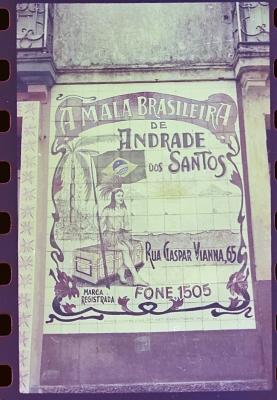 A MALA BRASILEIRA
DE
ANDRADE
DOS SANTOS
RUA GASPAR VIANNA, 65
MARCA
REGISTRADA
FONE 1505